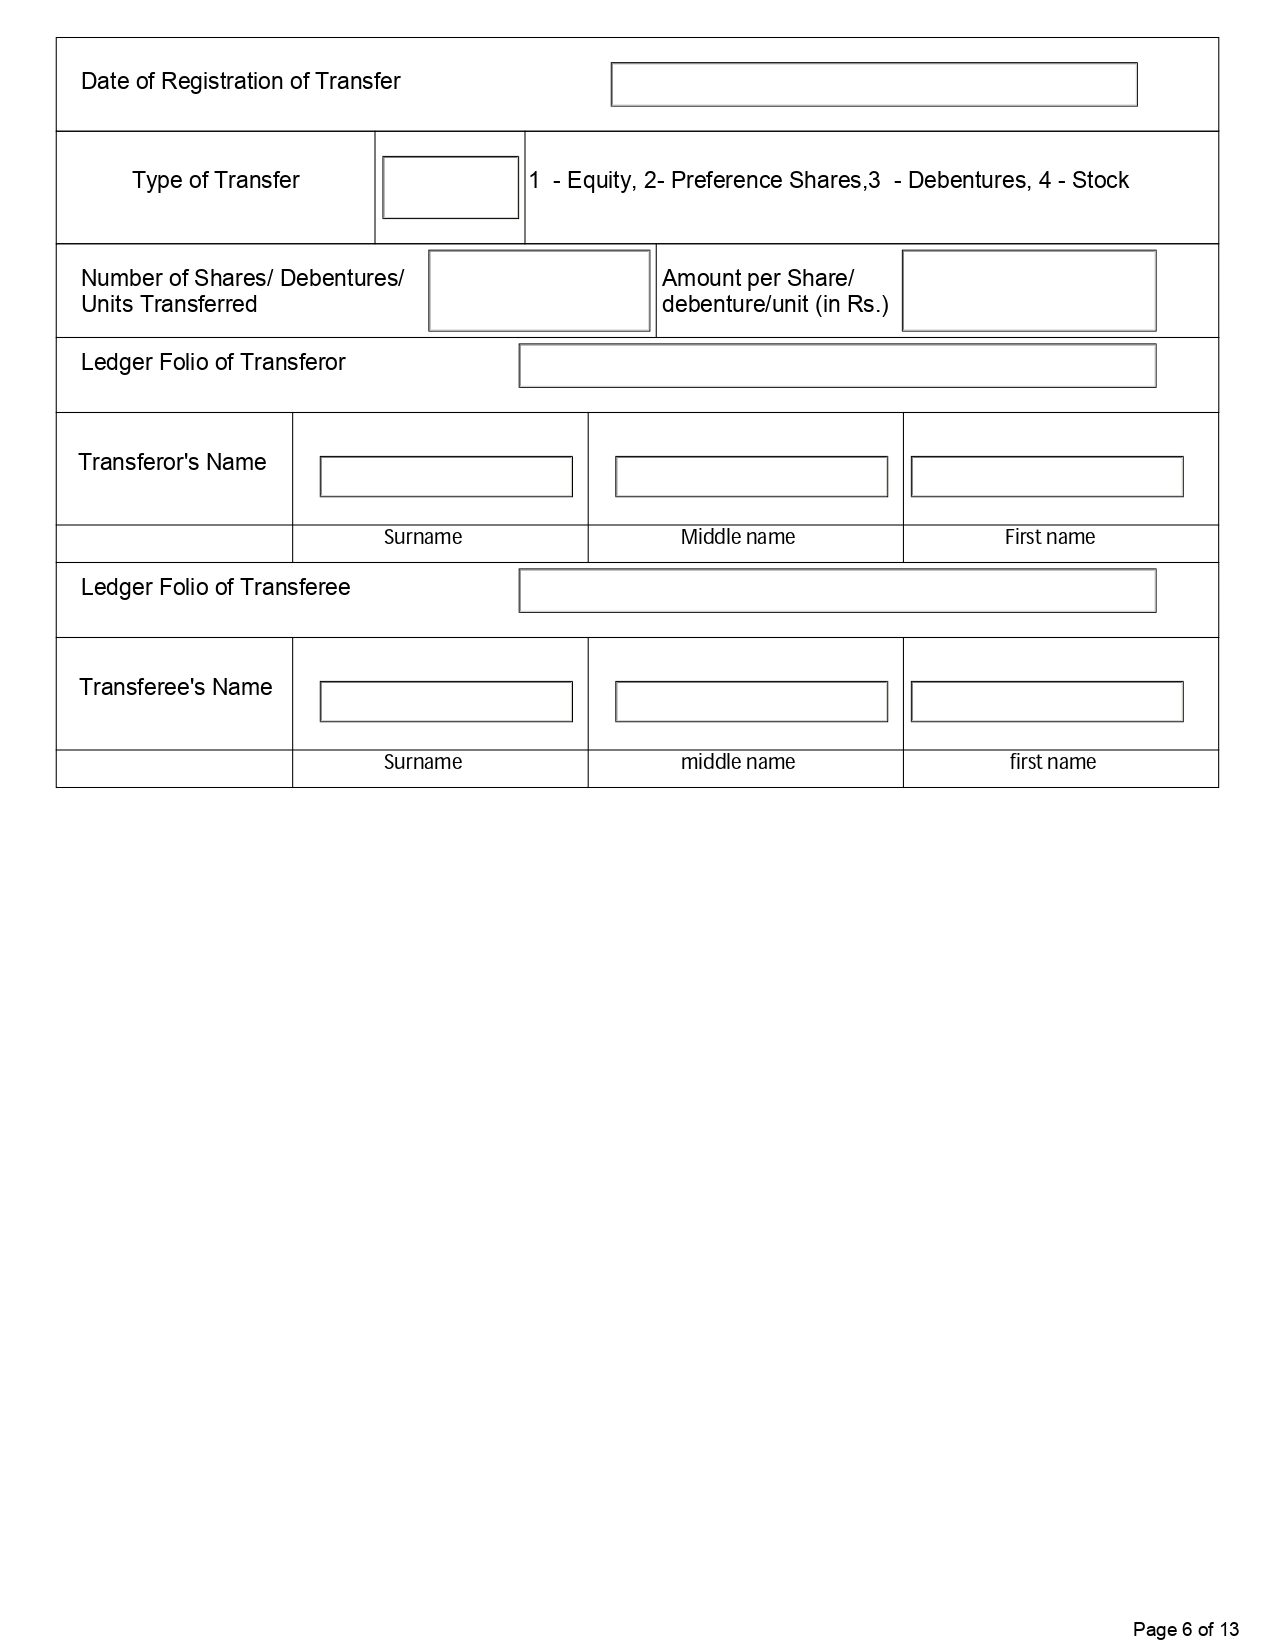 Date of Registration of Transfer
Type of Transfer
1  - Equity, 2- Preference Shares,3  - Debentures, 4 - Stock
Number of Shares/ Debentures/
Units Transferred
Amount per Share/
debenture/unit (in Rs.)
Ledger Folio of Transferor
Transferor's Name
Surname
Middle name
First name
Ledger Folio of Transferee
Transferee's Name
Surname
middle name
first name
Page 6 of 13